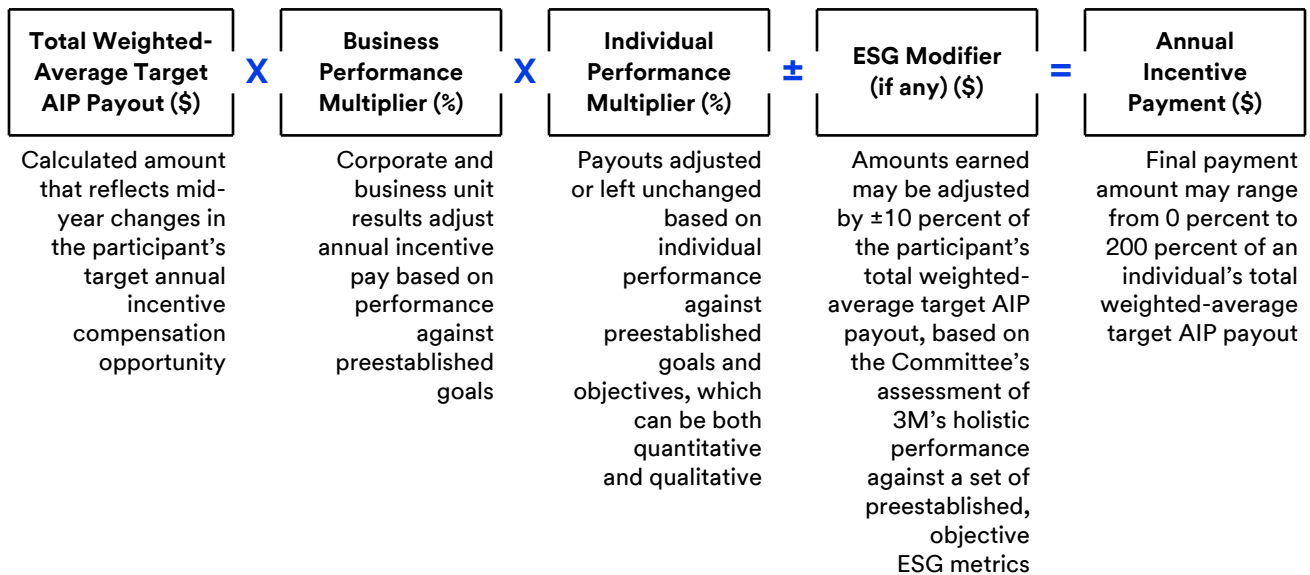 Total Weighted-
Average Target
AIP Payout ($)
X
Business
Performance
Multiplier (%)
X
Individual
Performance
Multiplier (%)
±
ESG Modifier
(if any) ($)
=
Annual
Incentive
Payment ($)
Calculated amount
that reflects mid-
year changes in
the participant’s
target annual
incentive
compensation
opportunity
Corporate and
business unit
results adjust
annual incentive
pay based on
performance
against
preestablished
goals
Payouts adjusted
or left unchanged
based on
individual
performance
against
preestablished
goals and
objectives, which
can be both
quantitative
and qualitative
Amounts earned
may be adjusted
by ±10 percent of
the participant’s
total weighted-
average target AIP
payout, based on
the Committee’s
assessment of
3M’s holistic
performance
against a set of
preestablished,
objective
ESG metrics
Final payment
amount may range
from 0 percent to
200 percent of an
individual’s total
weighted-average
target AIP payout